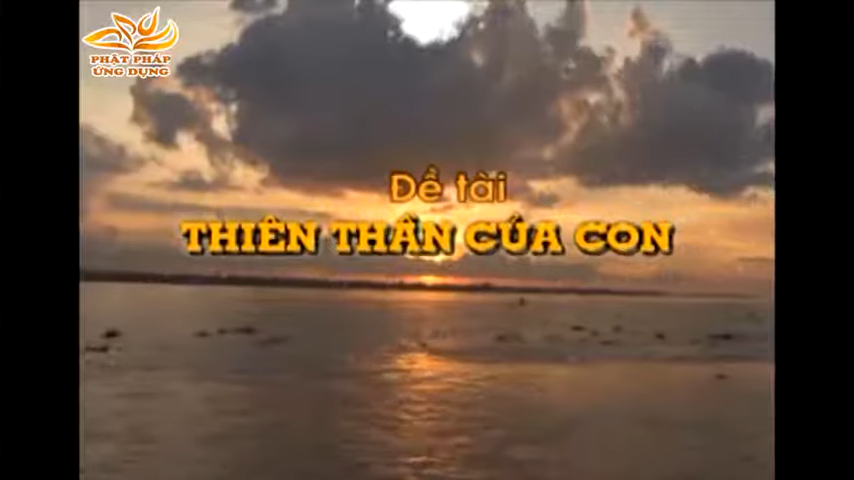 PHẬT PHÁP
ỨNG DỤNG
Đề tài
THIÊN THẦN CỦA CON